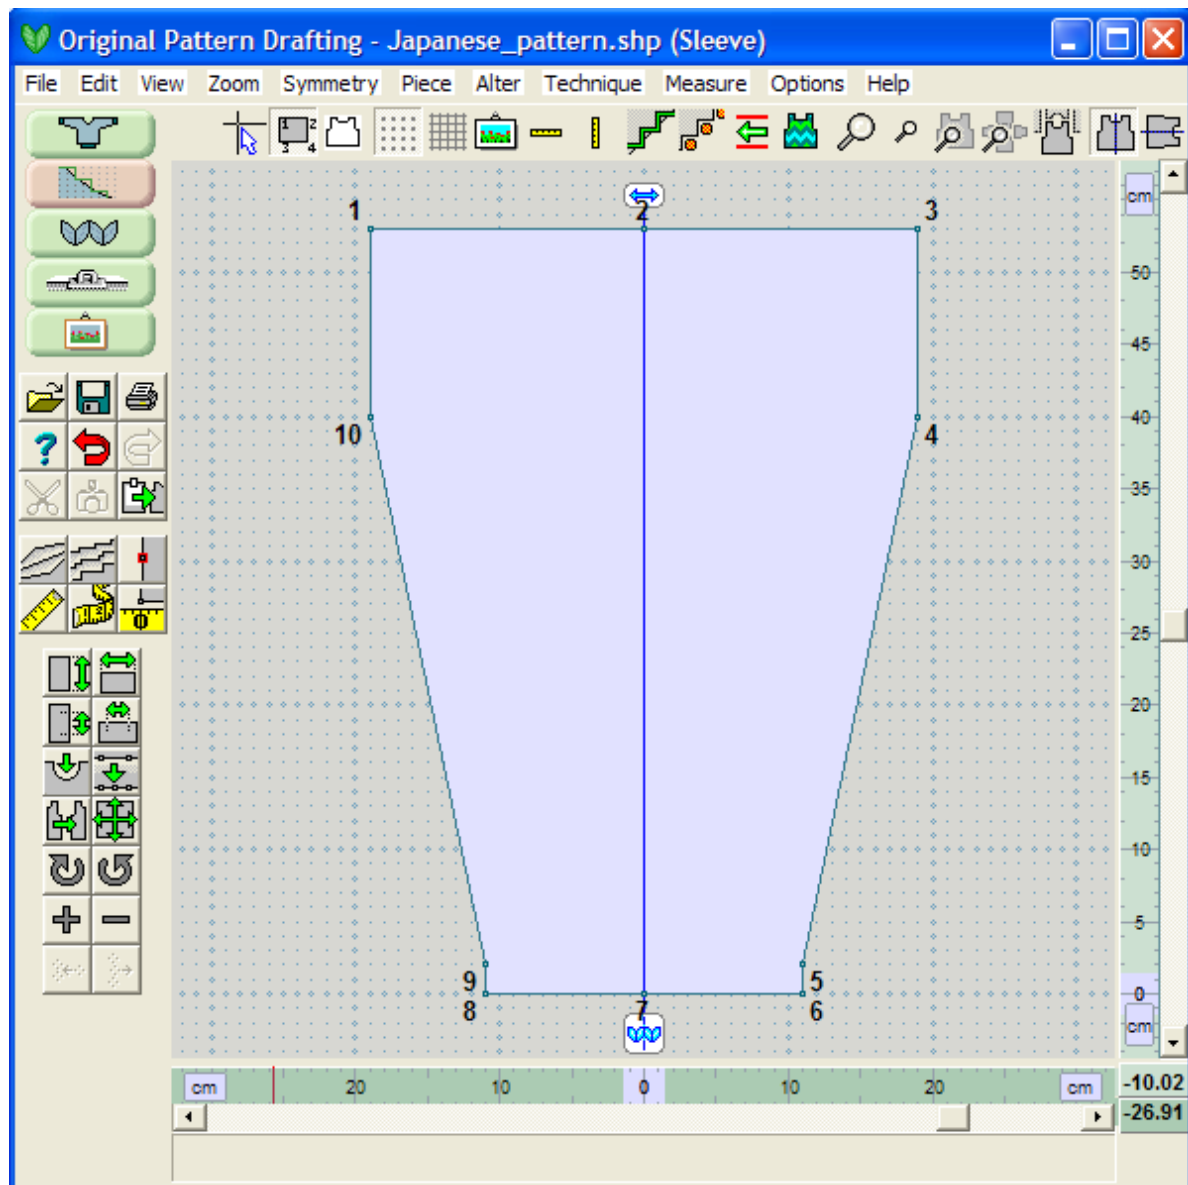 Original Pattern Drafting - Japanese_pattern.shp (Sleeve)
File Edit View Zoom Symmetry Piece Alter Technique Measure Options Help
cm
1 2 3
50
45
40
10 4
35
30
25
20
15
10
5
9 5
0
8 7 6
cm
cm 20 10 0 10 20 cm
-10.02
-26.91